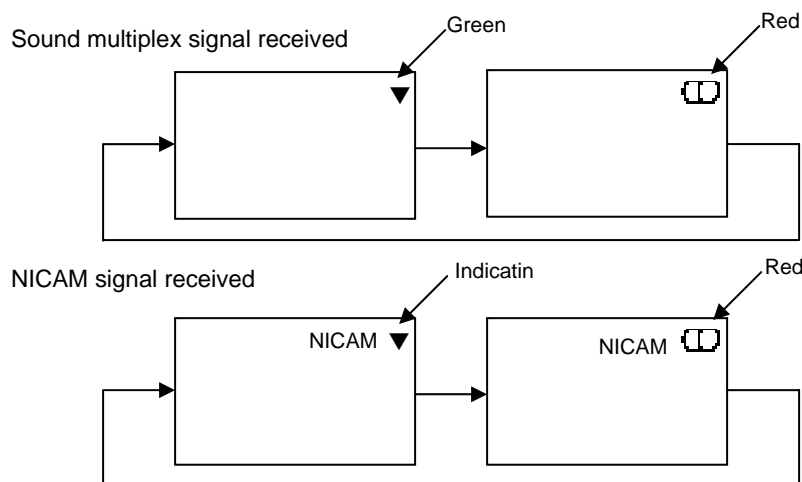 Sound multiplex signal received
Green
Red
NICAM signal received
Indicatin
Red
NICAM
NICAM